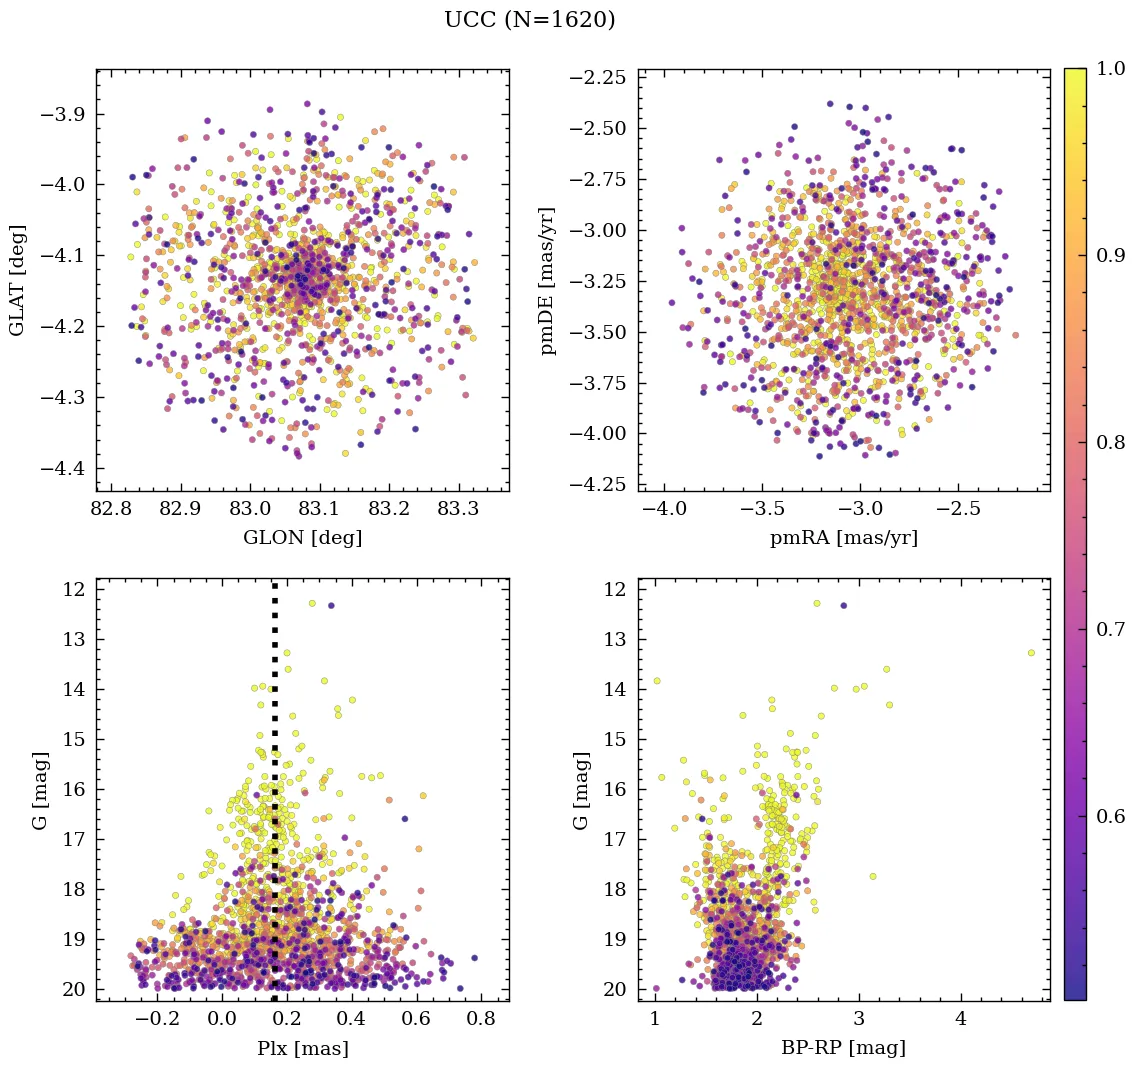 UCC (N=1620)
−3.9
−4.0
−4.1
−4.2
−4.3
−4.4
GLAT [deg]
82.8 82.9 83.0 83.1 83.2 83.3
GLON [deg]
−2.25
−2.50
−2.75
−3.00
−3.25
−3.50
−3.75
−4.00
−4.25
pmDE [mas/yr]
−4.0 −3.5 −3.0 −2.5
pmRA [mas/yr]
12
13
14
15
16
17
18
19
20
G [mag]
−0.2 0.0 0.2 0.4 0.6 0.8
Plx [mas]
12
13
14
15
16
17
18
19
20
G [mag]
1 2 3 4
BP-RP [mag]
1.0
0.9
0.8
0.7
0.6